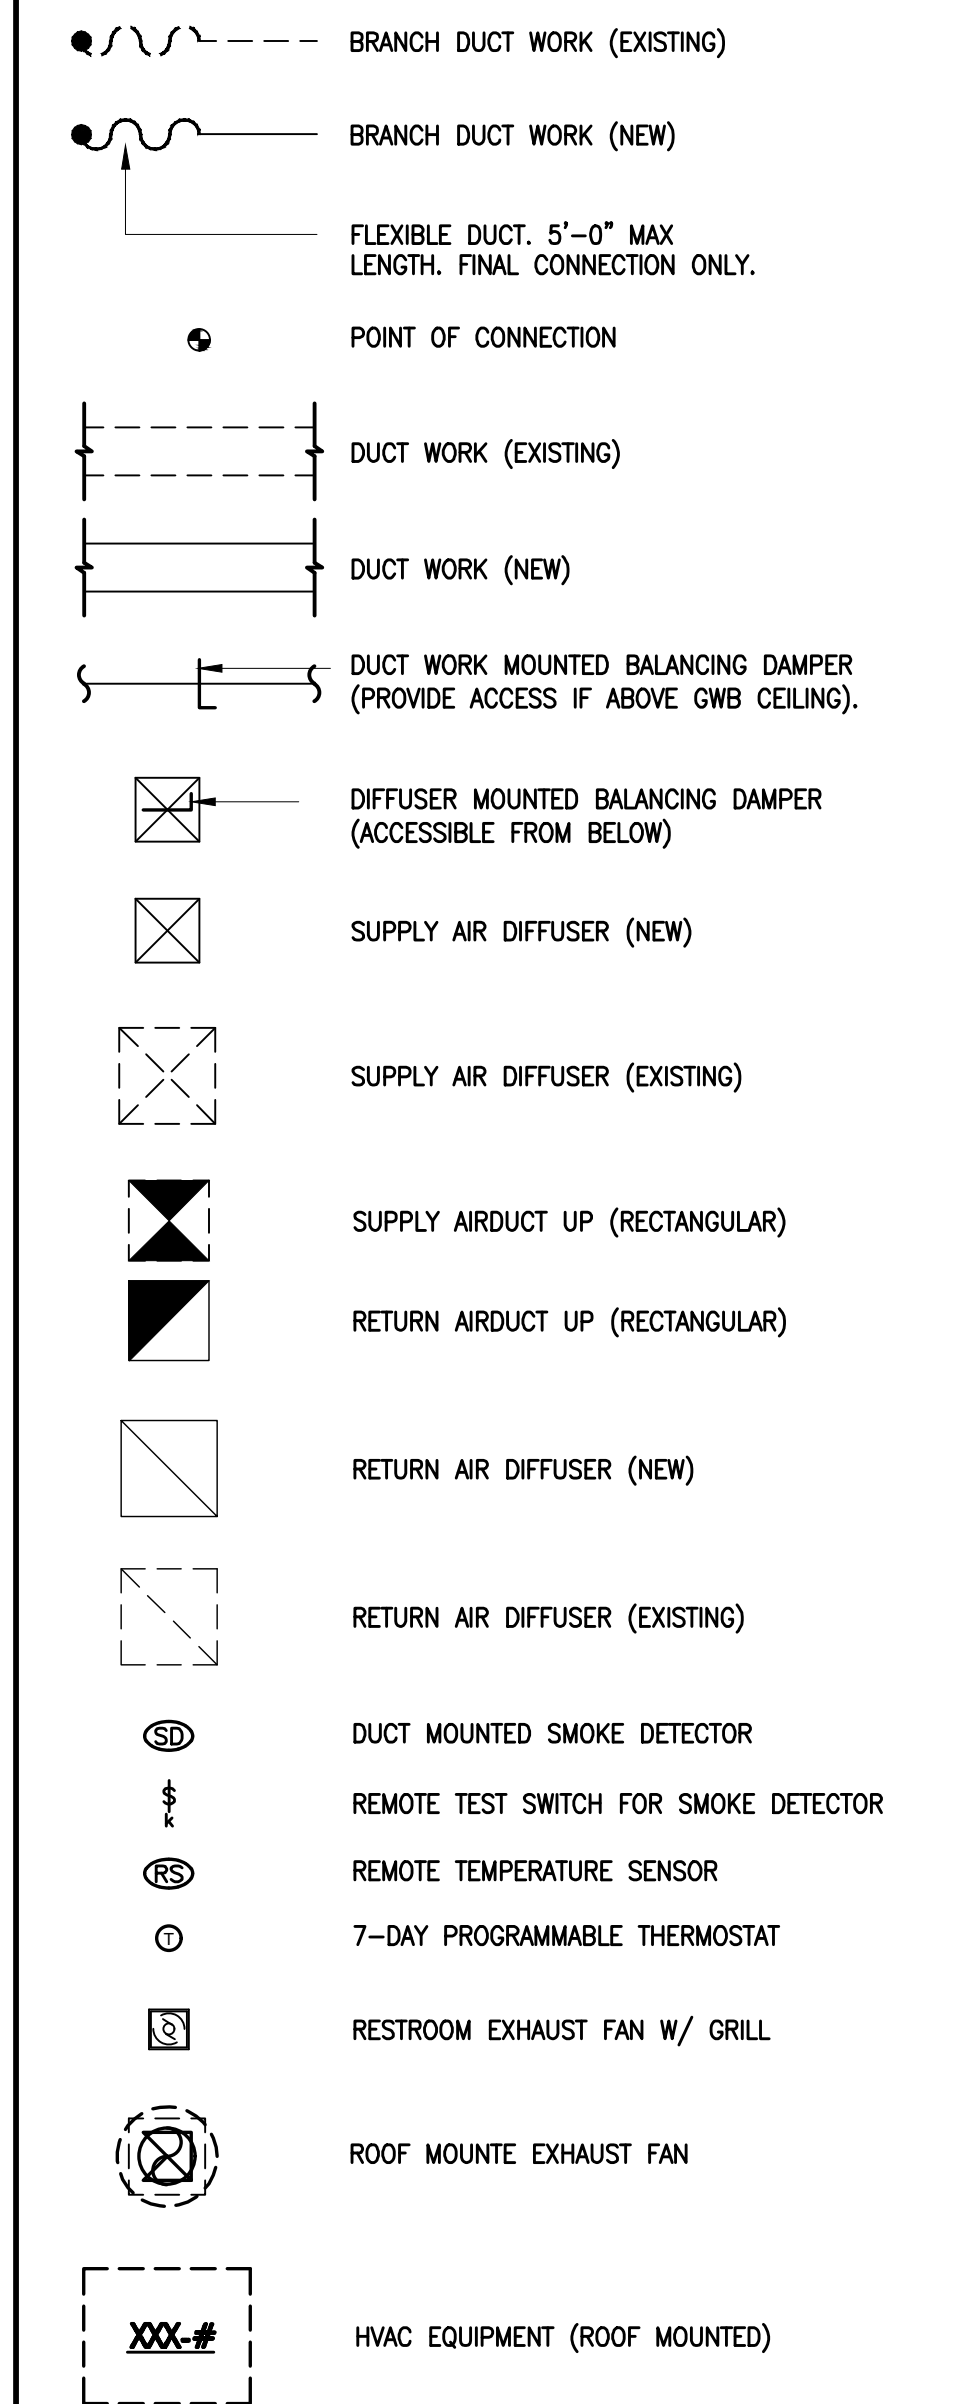 BRANCH DUCT WORK (EXISTING)
BRANCH DUCT WORK (NEW)
FLEXIBLE DUCT. 5'-0" MAX
LENGTH. FINAL CONNECTION ONLY.
POINT OF CONNECTION
DUCT WORK (EXISTING)
DUCT WORK (NEW)
DUCT WORK MOUNTED BALANCING DAMPER
(PROVIDE ACCESS IF ABOVE GWB CEILING).
DIFFUSER MOUNTED BALANCING DAMPER
(ACCESSIBLE FROM BELOW)
SUPPLY AIR DIFFUSER (NEW)
SUPPLY AIR DIFFUSER (EXISTING)
SUPPLY AIRDUCT UP (RECTANGULAR)
RETURN AIRDUCT UP (RECTANGULAR)
RETURN AIR DIFFUSER (NEW)
RETURN AIR DIFFUSER (EXISTING)
SD DUCT MOUNTED SMOKE DETECTOR
$ REMOTE TEST SWITCH FOR SMOKE DETECTOR
k
RS REMOTE TEMPERATURE SENSOR
T 7-DAY PROGRAMMABLE THERMOSTAT
RESTROOM EXHAUST FAN W/ GRILL
ROOF MOUNTE EXHAUST FAN
XXX-# HVAC EQUIPMENT (ROOF MOUNTED)